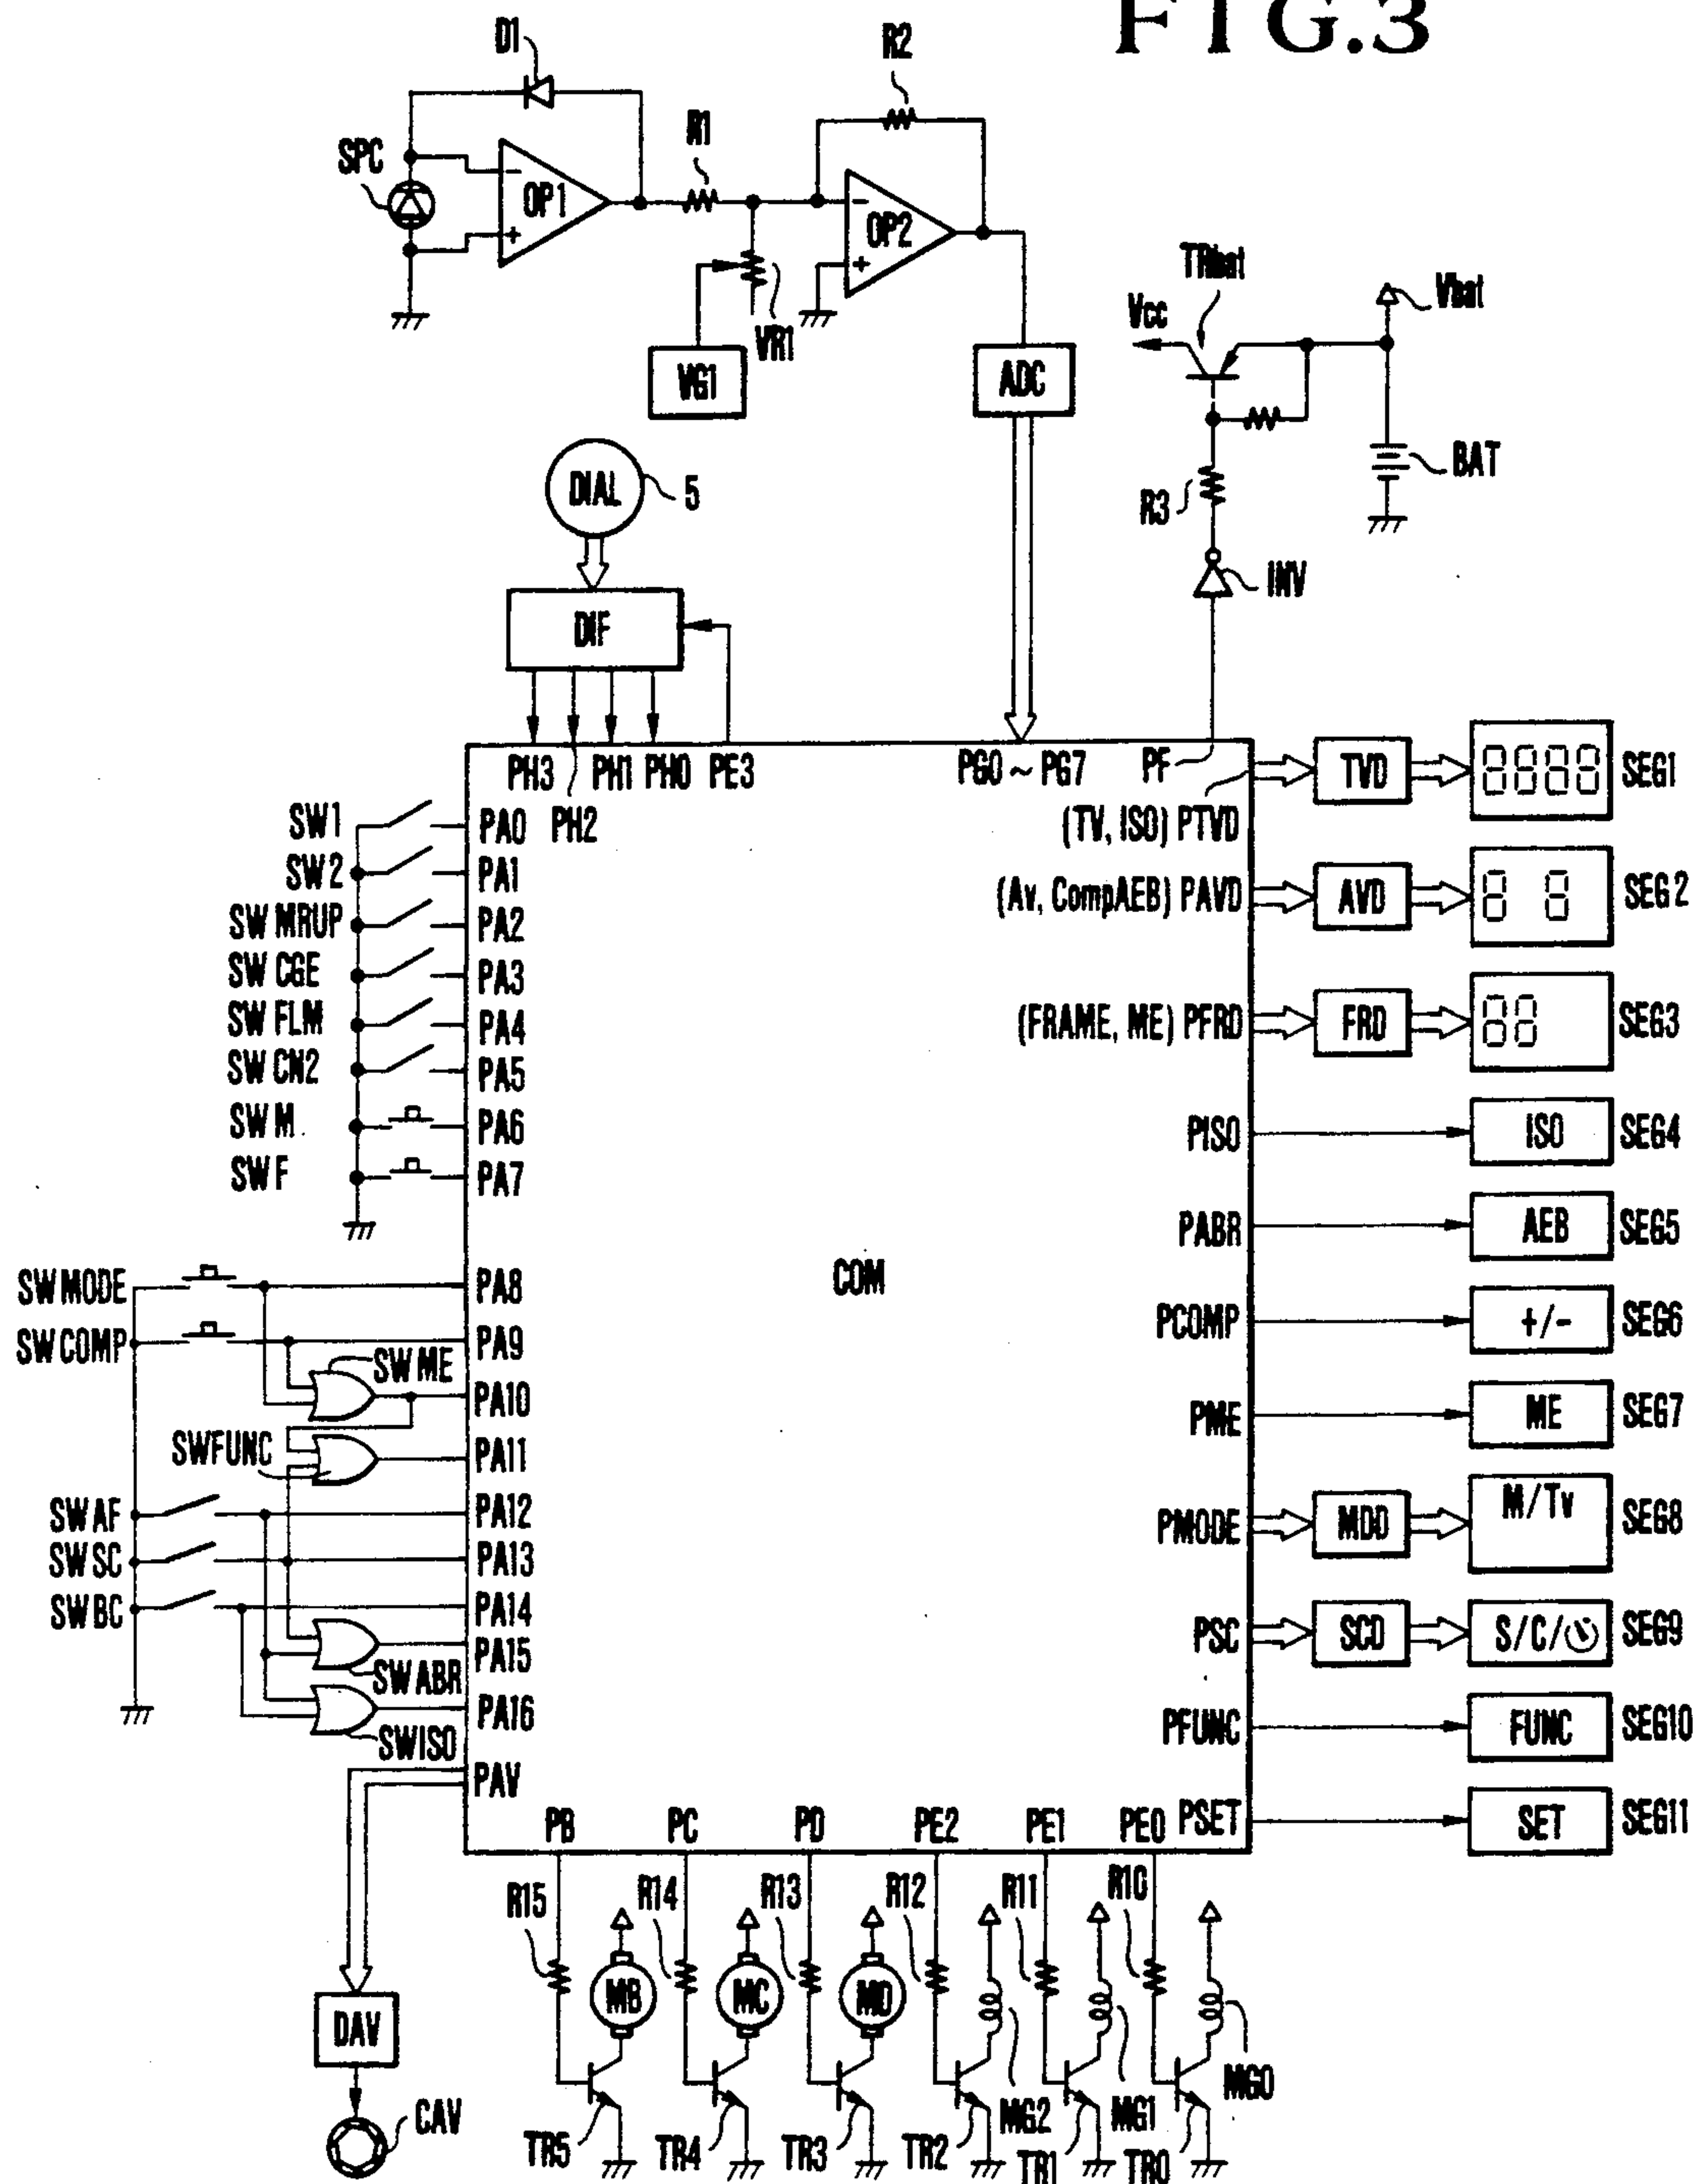 FIG.3
D1
R2
SPC
R1
OP1
OP2
TRbat
Vcc
Vbat
VR1
VG1
ADC
BAT
DIAL
5
R3
INV
DIF
PH3 PH1 PH0 PE3 PG0 ~ PG7 PF
PH2
TVD SEG1
(TV, ISO) PTVD
SW1 PA0
SW2 PA1
(Av, CompAEB) PAVD AVD SEG2
SW MRUP PA2
SW CGE PA3
SW FLM PA4
(FRAME, ME) PFRD FRD SEG3
SW CN2 PA5
SW M PA6
PISO ISO SEG4
SW F PA7
PABR AEB SEG5
COM
SW MODE PA8
SW COMP PA9
PCOMP +/- SEG6
SW ME PA10
PME ME SEG7
SWFUNC PA11
SW AF PA12
PMODE MDD M/Tv SEG8
SW SC PA13
SW BC PA14
PA15
SW ABR
PSC SCD S/C/ SEG9
PA16
SWISO
PFUNC FUNC SEG10
PAV
PB PC PD PE2 PE1 PE0 PSET SET SEG11
R15 R14 R13 R12 R11 R10
MB MC MD
DAV
MG2 MG1 MG0
CAV
TR5 TR4 TR3 TR2 TR1 TR0